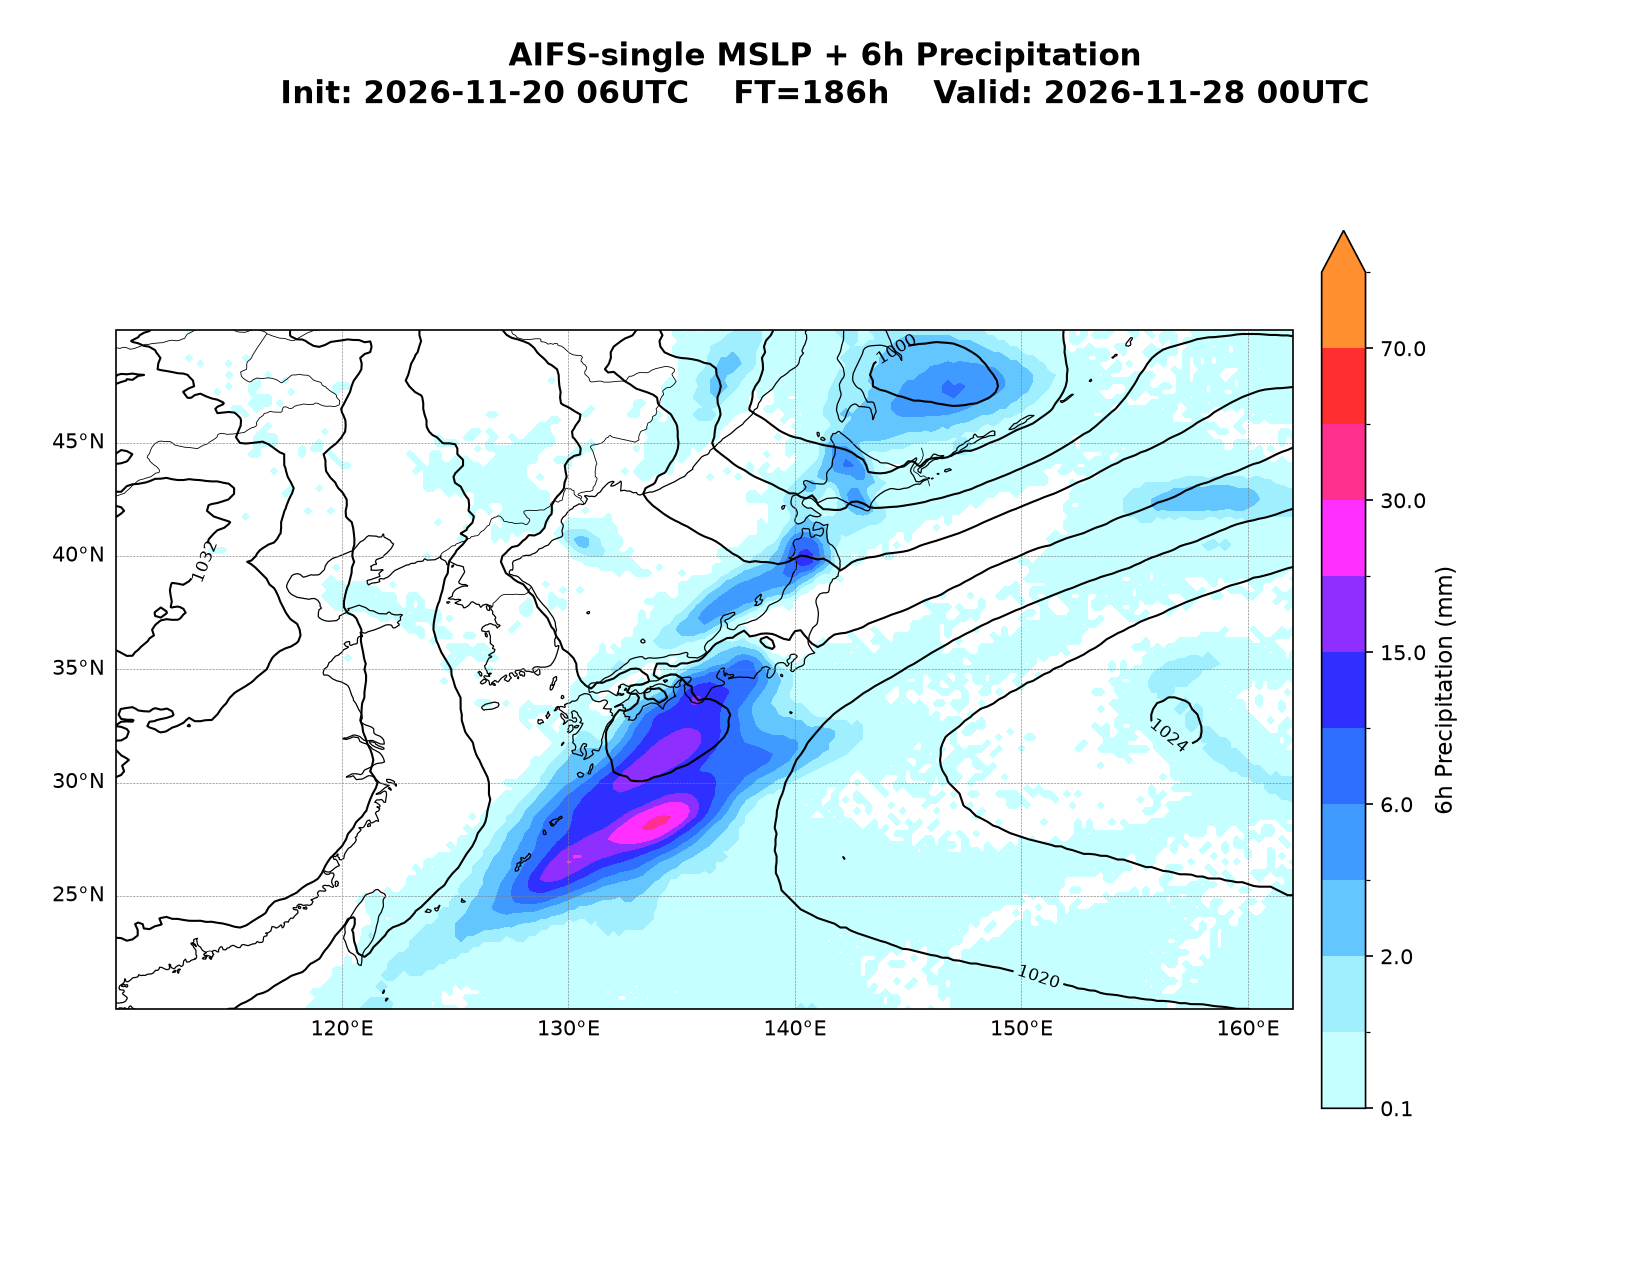 AIFS-single MSLP + 6h Precipitation
Init: 2026-11-20 06UTC    FT=186h    Valid: 2026-11-28 00UTC
1000
1032
1024
1020
45°N
40°N
35°N
30°N
25°N
120°E
130°E
140°E
150°E
160°E
70.0
30.0
15.0
6.0
2.0
0.1
6h Precipitation (mm)